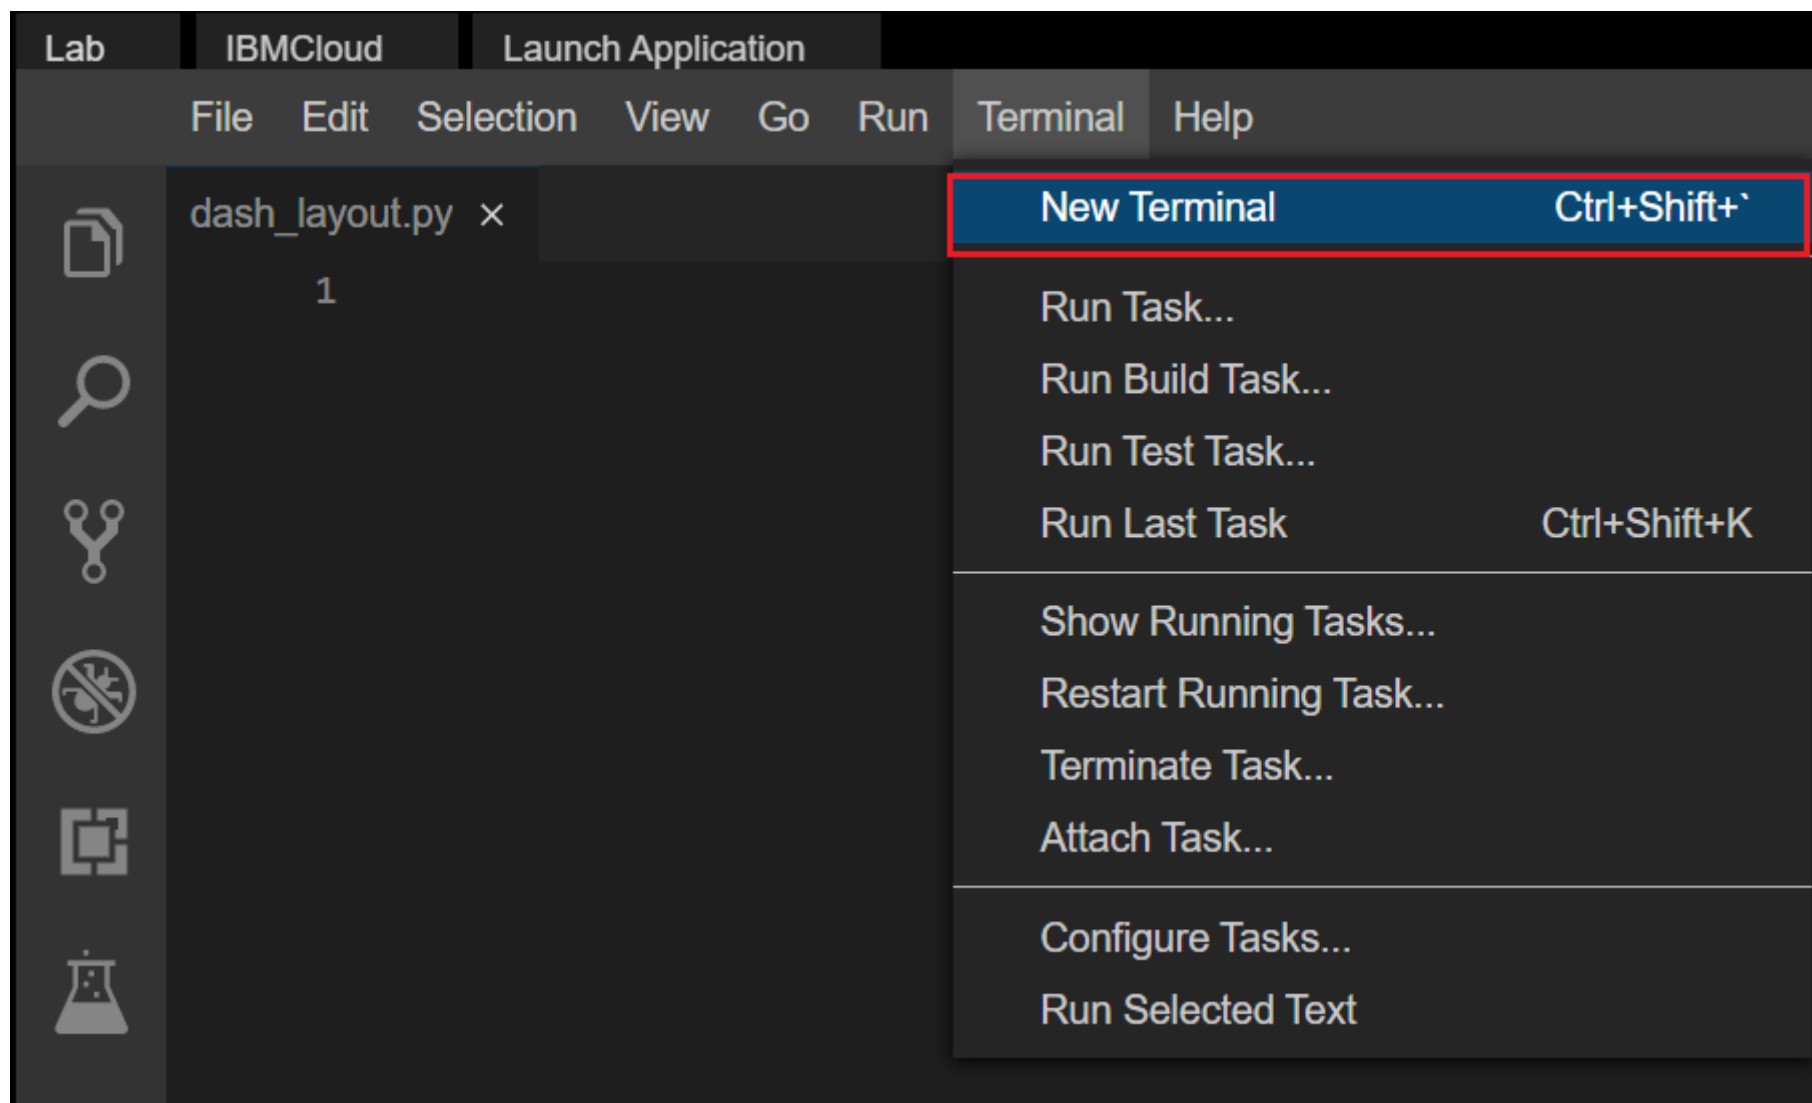 Lab IBMCloud Launch Application
File Edit Selection View Go Run Terminal Help
dash_layout.py ×
1
New Terminal Ctrl+Shift+`
Run Task...
Run Build Task...
Run Test Task...
Run Last Task Ctrl+Shift+K
Show Running Tasks...
Restart Running Task...
Terminate Task...
Attach Task...
Configure Tasks...
Run Selected Text